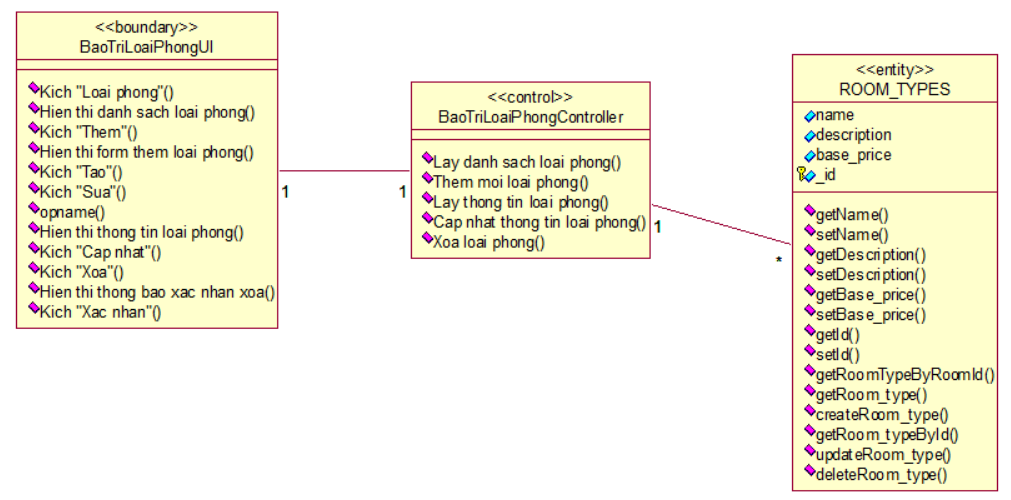 <<boundary>>
BaoTriLoaiPhongUI
Kich "Loai phong"()
Hien thi danh sach loai phong()
Kich "Them"()
Hien thi form them loai phong()
Kich "Tao"()
Kich "Sua"()
opname()
Hien thi thong tin loai phong()
Kich "Cap nhat"()
Kich "Xoa"()
Hien thi thong bao xac nhan xoa()
Kich "Xac nhan"()
1
1
<<control>>
BaoTriLoaiPhongController
Lay danh sach loai phong()
Them moi loai phong()
Lay thong tin loai phong()
Cap nhat thong tin loai phong()
Xoa loai phong()
1
*
<<entity>>
ROOM_TYPES
name
description
base_price
_id
getName()
setName()
getDescription()
setDescription()
getBase_price()
setBase_price()
getId()
setId()
getRoomTypeByRoomId()
getRoom_type()
createRoom_type()
getRoom_typeById()
updateRoom_type()
deleteRoom_type()